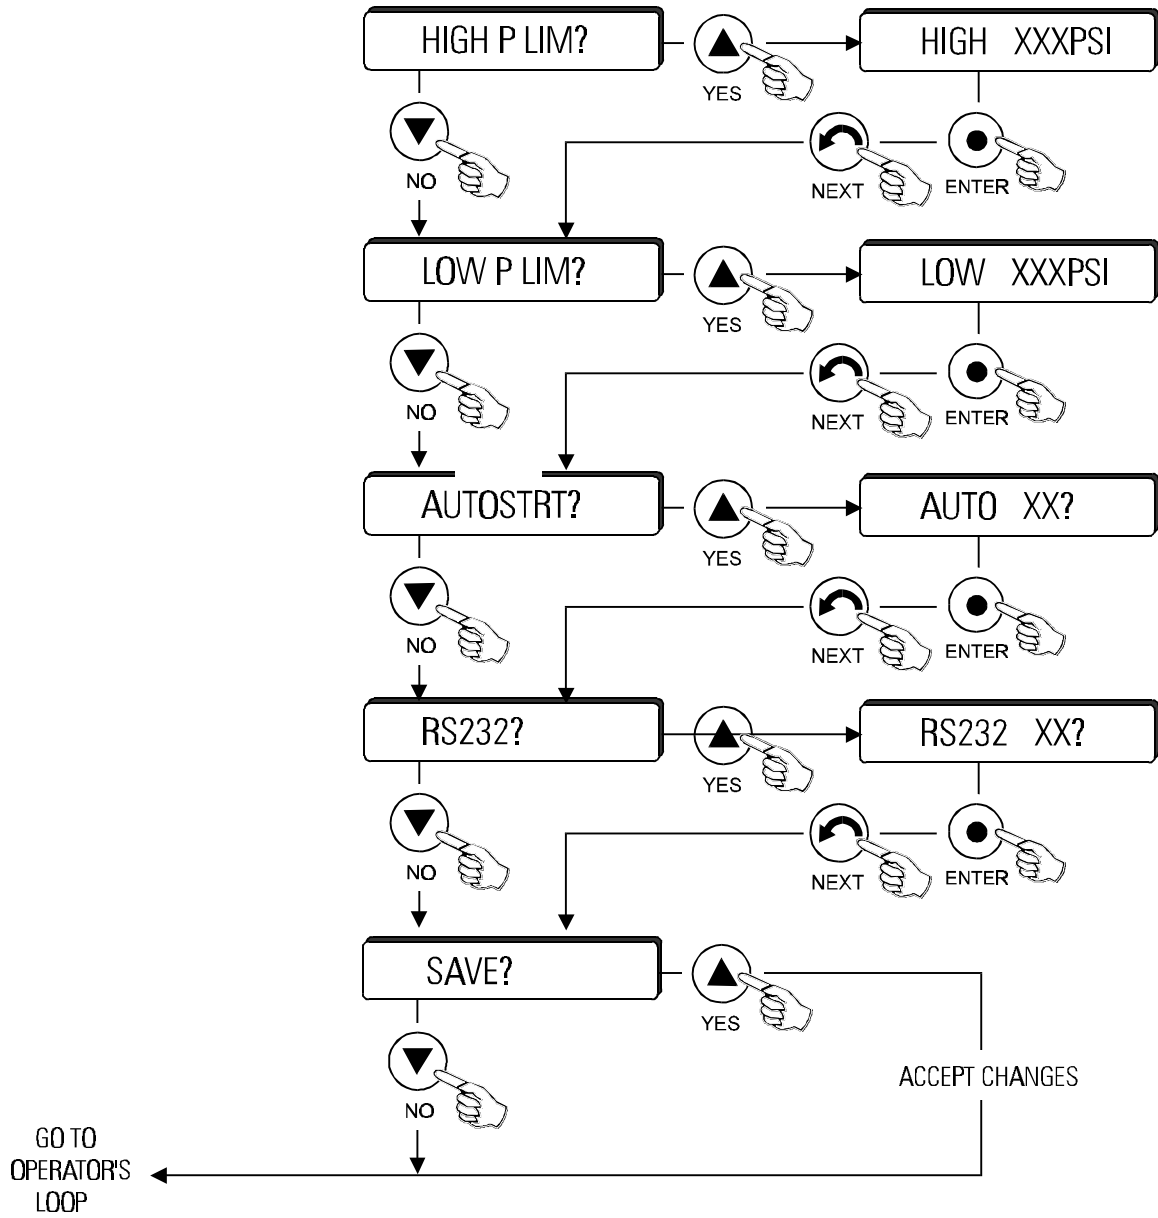 HIGH P LIM?
HIGH XXXPSI
YES
NO
NEXT
ENTER
LOW P LIM?
LOW XXXPSI
YES
NO
NEXT
ENTER
AUTOSTRT?
AUTO XX?
YES
NO
NEXT
ENTER
RS232?
RS232 XX?
YES
NO
NEXT
ENTER
SAVE?
YES
ACCEPT CHANGES
NO
GO TO
OPERATOR'S
LOOP